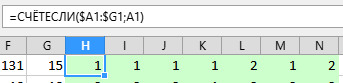 =СЧЁТЕСЛИ($A1:$G1;A1)
F G H I J K L M N
131 15 1 1 1 1 2 1 2